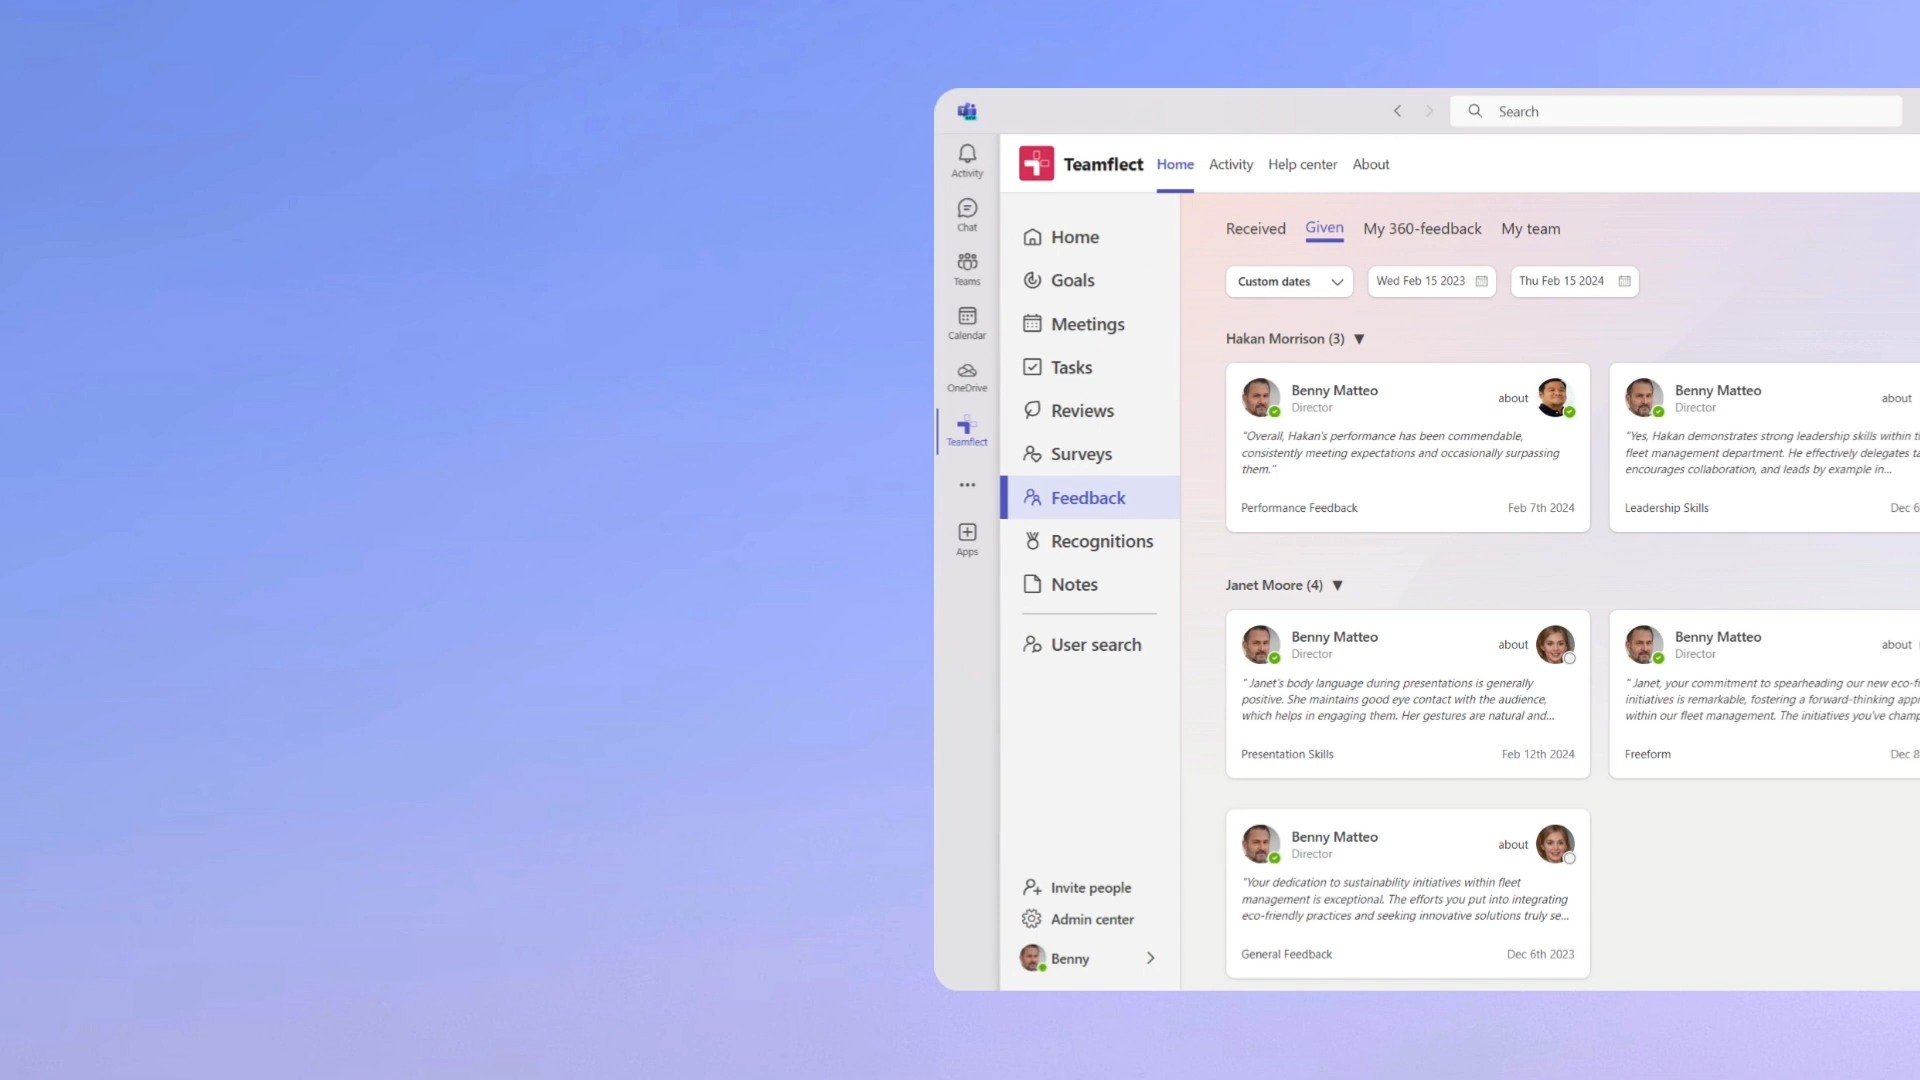 Search
Activity
Chat
Teams
Calendar
OneDrive
Teamflect
Apps
Teamflect Home Activity Help center About
Home
Goals
Meetings
Tasks
Reviews
Surveys
Feedback
Recognitions
Notes
User search
Invite people
Admin center
Benny
Received Given My 360-feedback My team
Custom dates Wed Feb 15 2023 Thu Feb 15 2024
Hakan Morrison (3) ▼
Benny Matteo
Director
about
"Overall, Hakan's performance has been commendable,
consistently meeting expectations and occasionally surpassing
them."
Performance Feedback Feb 7th 2024
Benny Matteo
Director
about
"Yes, Hakan demonstrates strong leadership skills within
fleet management department. He effectively delegates
encourages collaboration, and leads by example in...
Leadership Skills Dec 6
Janet Moore (4) ▼
Benny Matteo
Director
about
" Janet's body language during presentations is generally
positive. She maintains good eye contact with the audience,
which helps in engaging them. Her gestures are natural and...
Presentation Skills Feb 12th 2024
Benny Matteo
Director
about
" Janet, your commitment to spearheading our new
initiatives is remarkable, fostering a forward-thinking
within our fleet management. The initiatives you've
Freeform Dec 8
Benny Matteo
Director
about
"Your dedication to sustainability initiatives within fleet
management is exceptional. The efforts you put into integrating
eco-friendly practices and seeking innovative solutions truly se...
General Feedback Dec 6th 2023